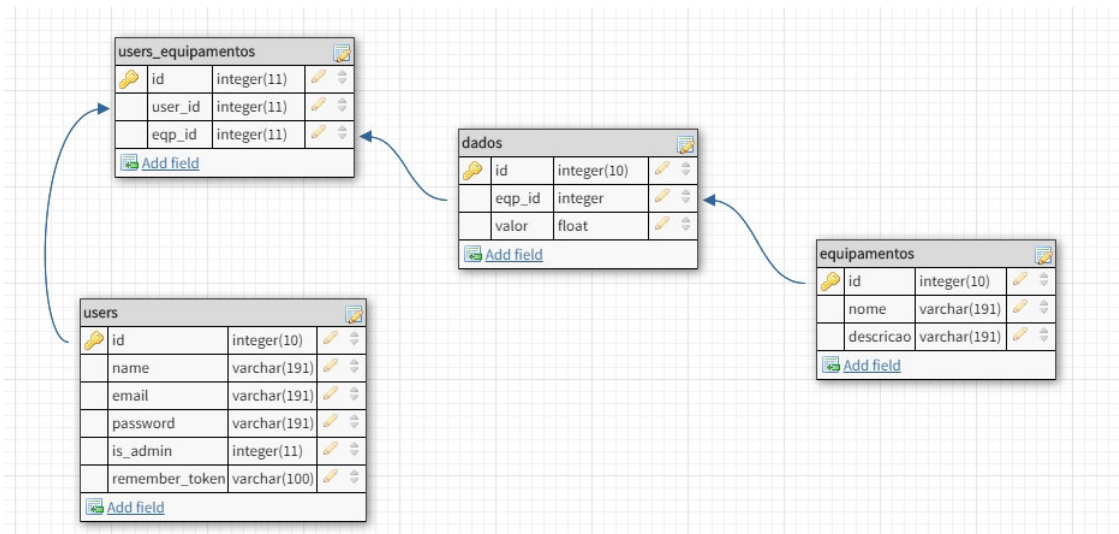 users_equipamentos
id integer(11)
user_id integer(11)
eqp_id integer(11)
Add field
dados
id integer(10)
eqp_id integer
valor float
Add field
equipamentos
id integer(10)
nome varchar(191)
descricao varchar(191)
Add field
users
id integer(10)
name varchar(191)
email varchar(191)
password varchar(191)
is_admin integer(11)
remember_token varchar(100)
Add field